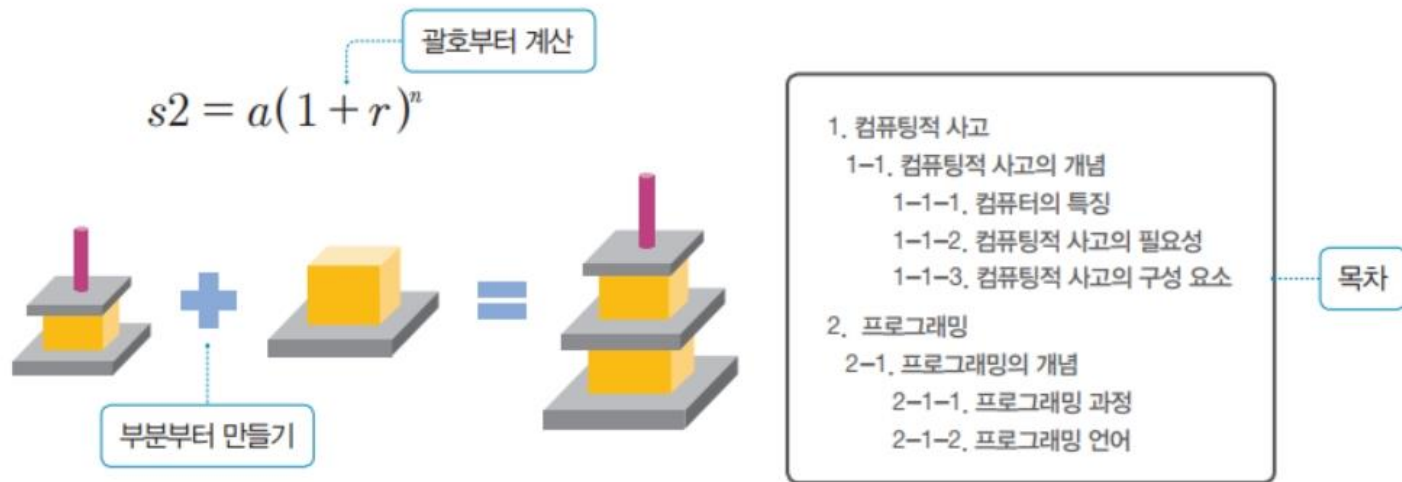 괄호부터 계산
s2 = a(1 + r)ⁿ
부분부터 만들기
1. 컴퓨팅적 사고
1-1. 컴퓨팅적 사고의 개념
1-1-1. 컴퓨터의 특징
1-1-2. 컴퓨팅적 사고의 필요성
1-1-3. 컴퓨팅적 사고의 구성 요소
2. 프로그래밍
2-1. 프로그래밍의 개념
2-1-1. 프로그래밍 과정
2-1-2. 프로그래밍 언어
목차